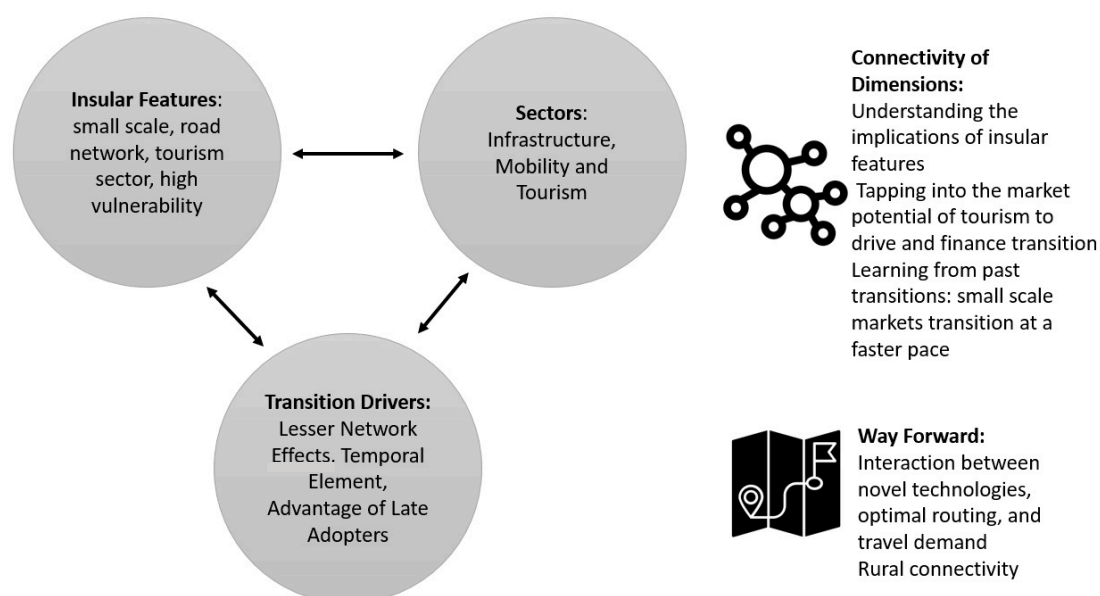 Insular Features:
small scale, road
network, tourism
sector, high
vulnerability
Sectors:
Infrastructure,
Mobility and
Tourism
Transition Drivers:
Lesser Network
Effects. Temporal
Element,
Advantage of Late
Adopters
Connectivity of
Dimensions:
Understanding the
implications of insular
features
Tapping into the market
potential of tourism to
drive and finance transition
Learning from past
transitions: small scale
markets transition at a
faster pace
Way Forward:
Interaction between
novel technologies,
optimal routing, and
travel demand
Rural connectivity